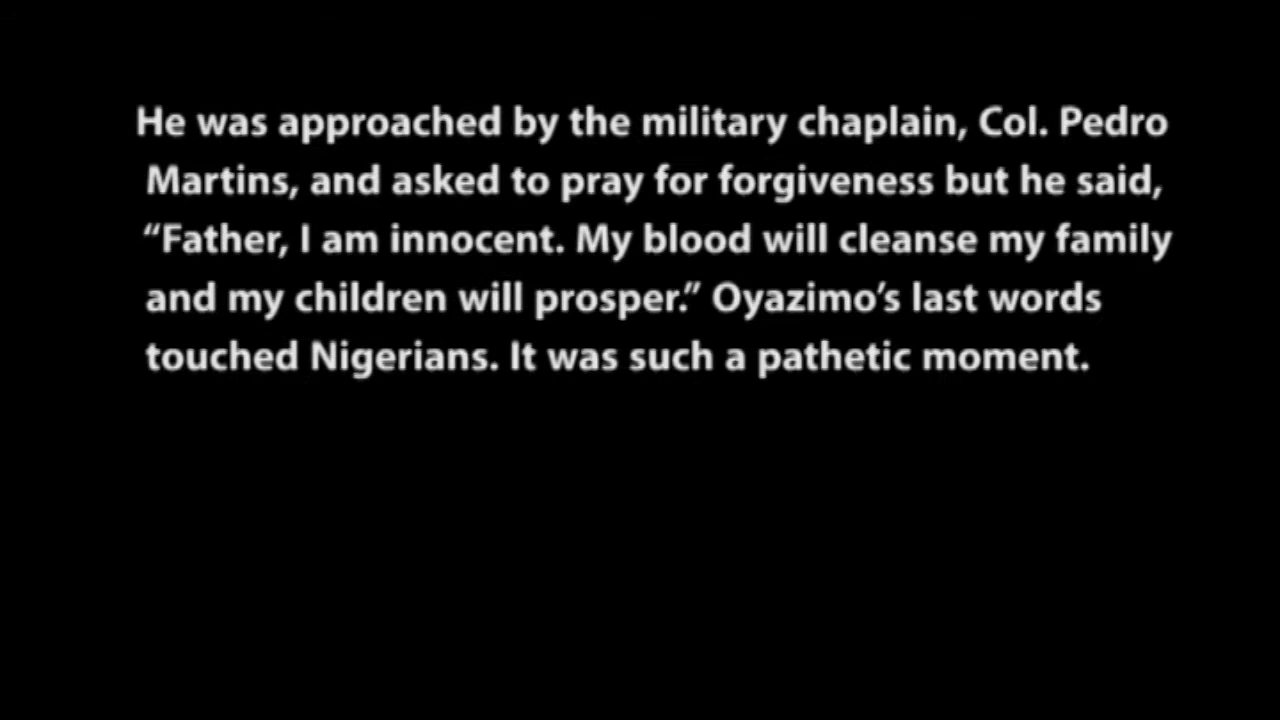 He was approached by the military chaplain, Col. Pedro
Martins, and asked to pray for forgiveness but he said,
“Father, I am innocent. My blood will cleanse my family
and my children will prosper.” Oyazimo’s last words
touched Nigerians. It was such a pathetic moment.